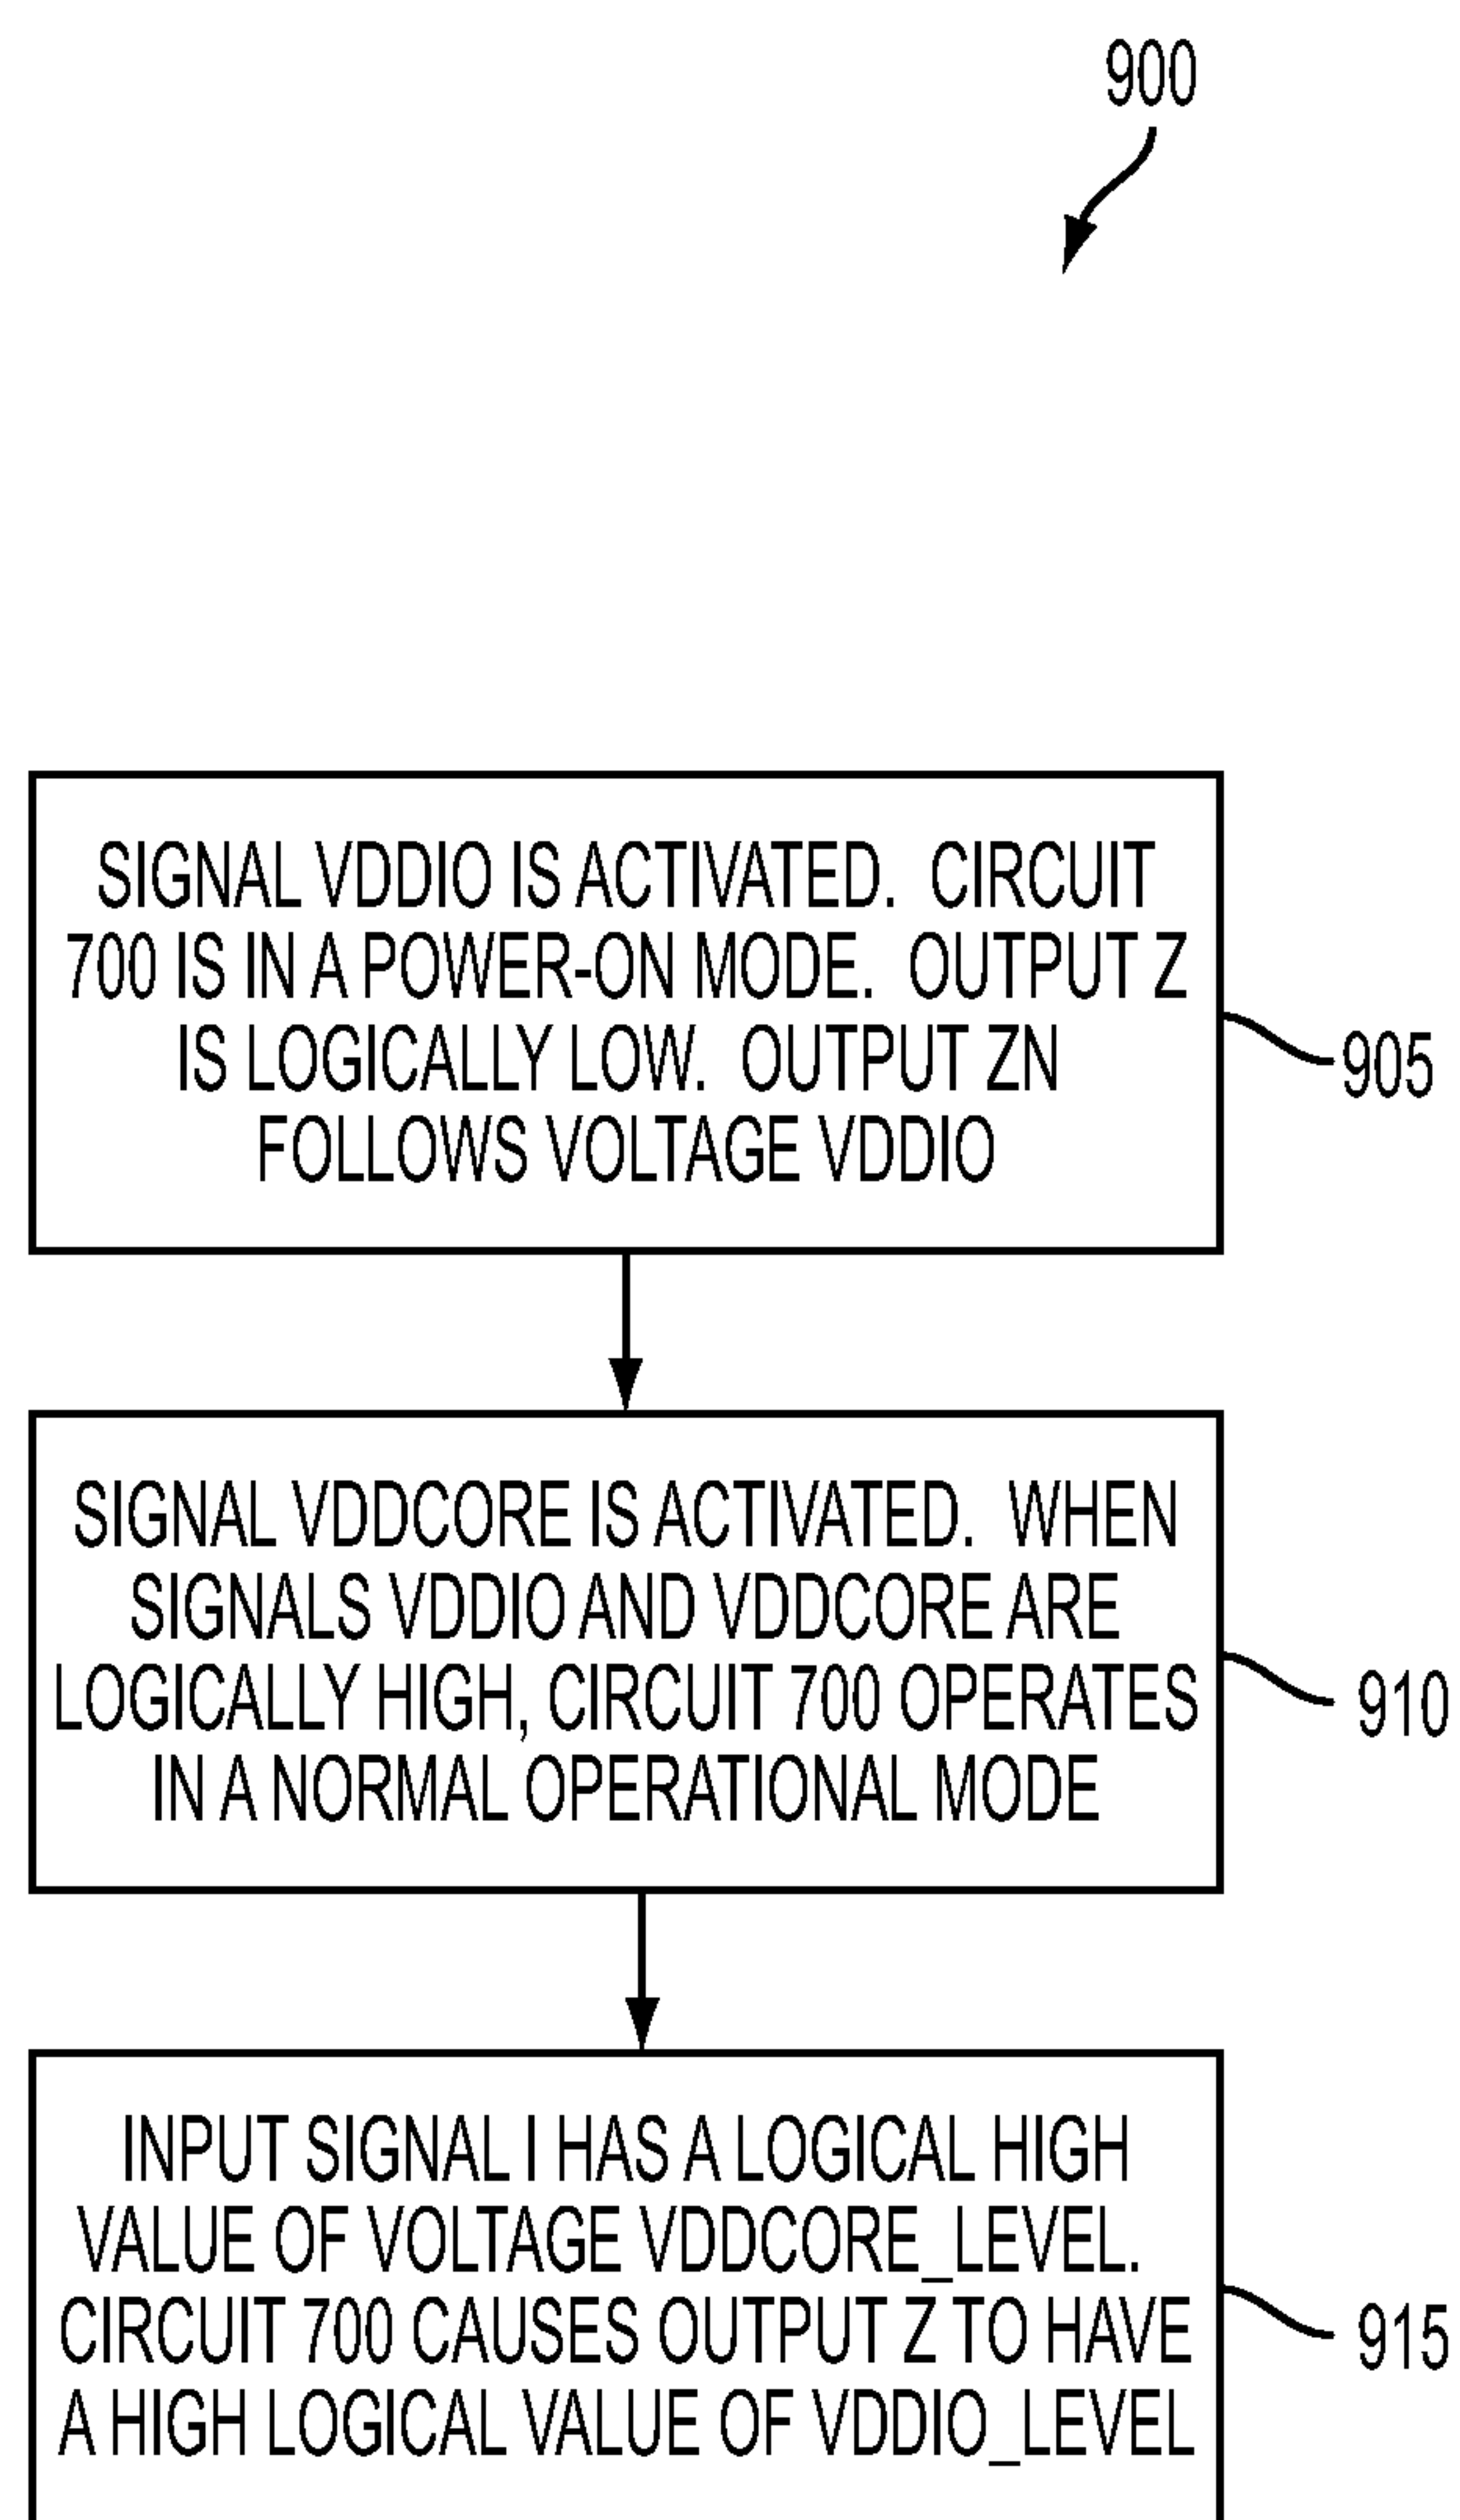 900
SIGNAL VDDIO IS ACTIVATED. CIRCUIT
700 IS IN A POWER-ON MODE. OUTPUT Z
IS LOGICALLY LOW. OUTPUT ZN
FOLLOWS VOLTAGE VDDIO
905
SIGNAL VDDCORE IS ACTIVATED. WHEN
SIGNALS VDDIO AND VDDCORE ARE
LOGICALLY HIGH, CIRCUIT 700 OPERATES
IN A NORMAL OPERATIONAL MODE
910
INPUT SIGNAL I HAS A LOGICAL HIGH
VALUE OF VOLTAGE VDDCORE_LEVEL.
CIRCUIT 700 CAUSES OUTPUT Z TO HAVE
A HIGH LOGICAL VALUE OF VDDIO_LEVEL
915